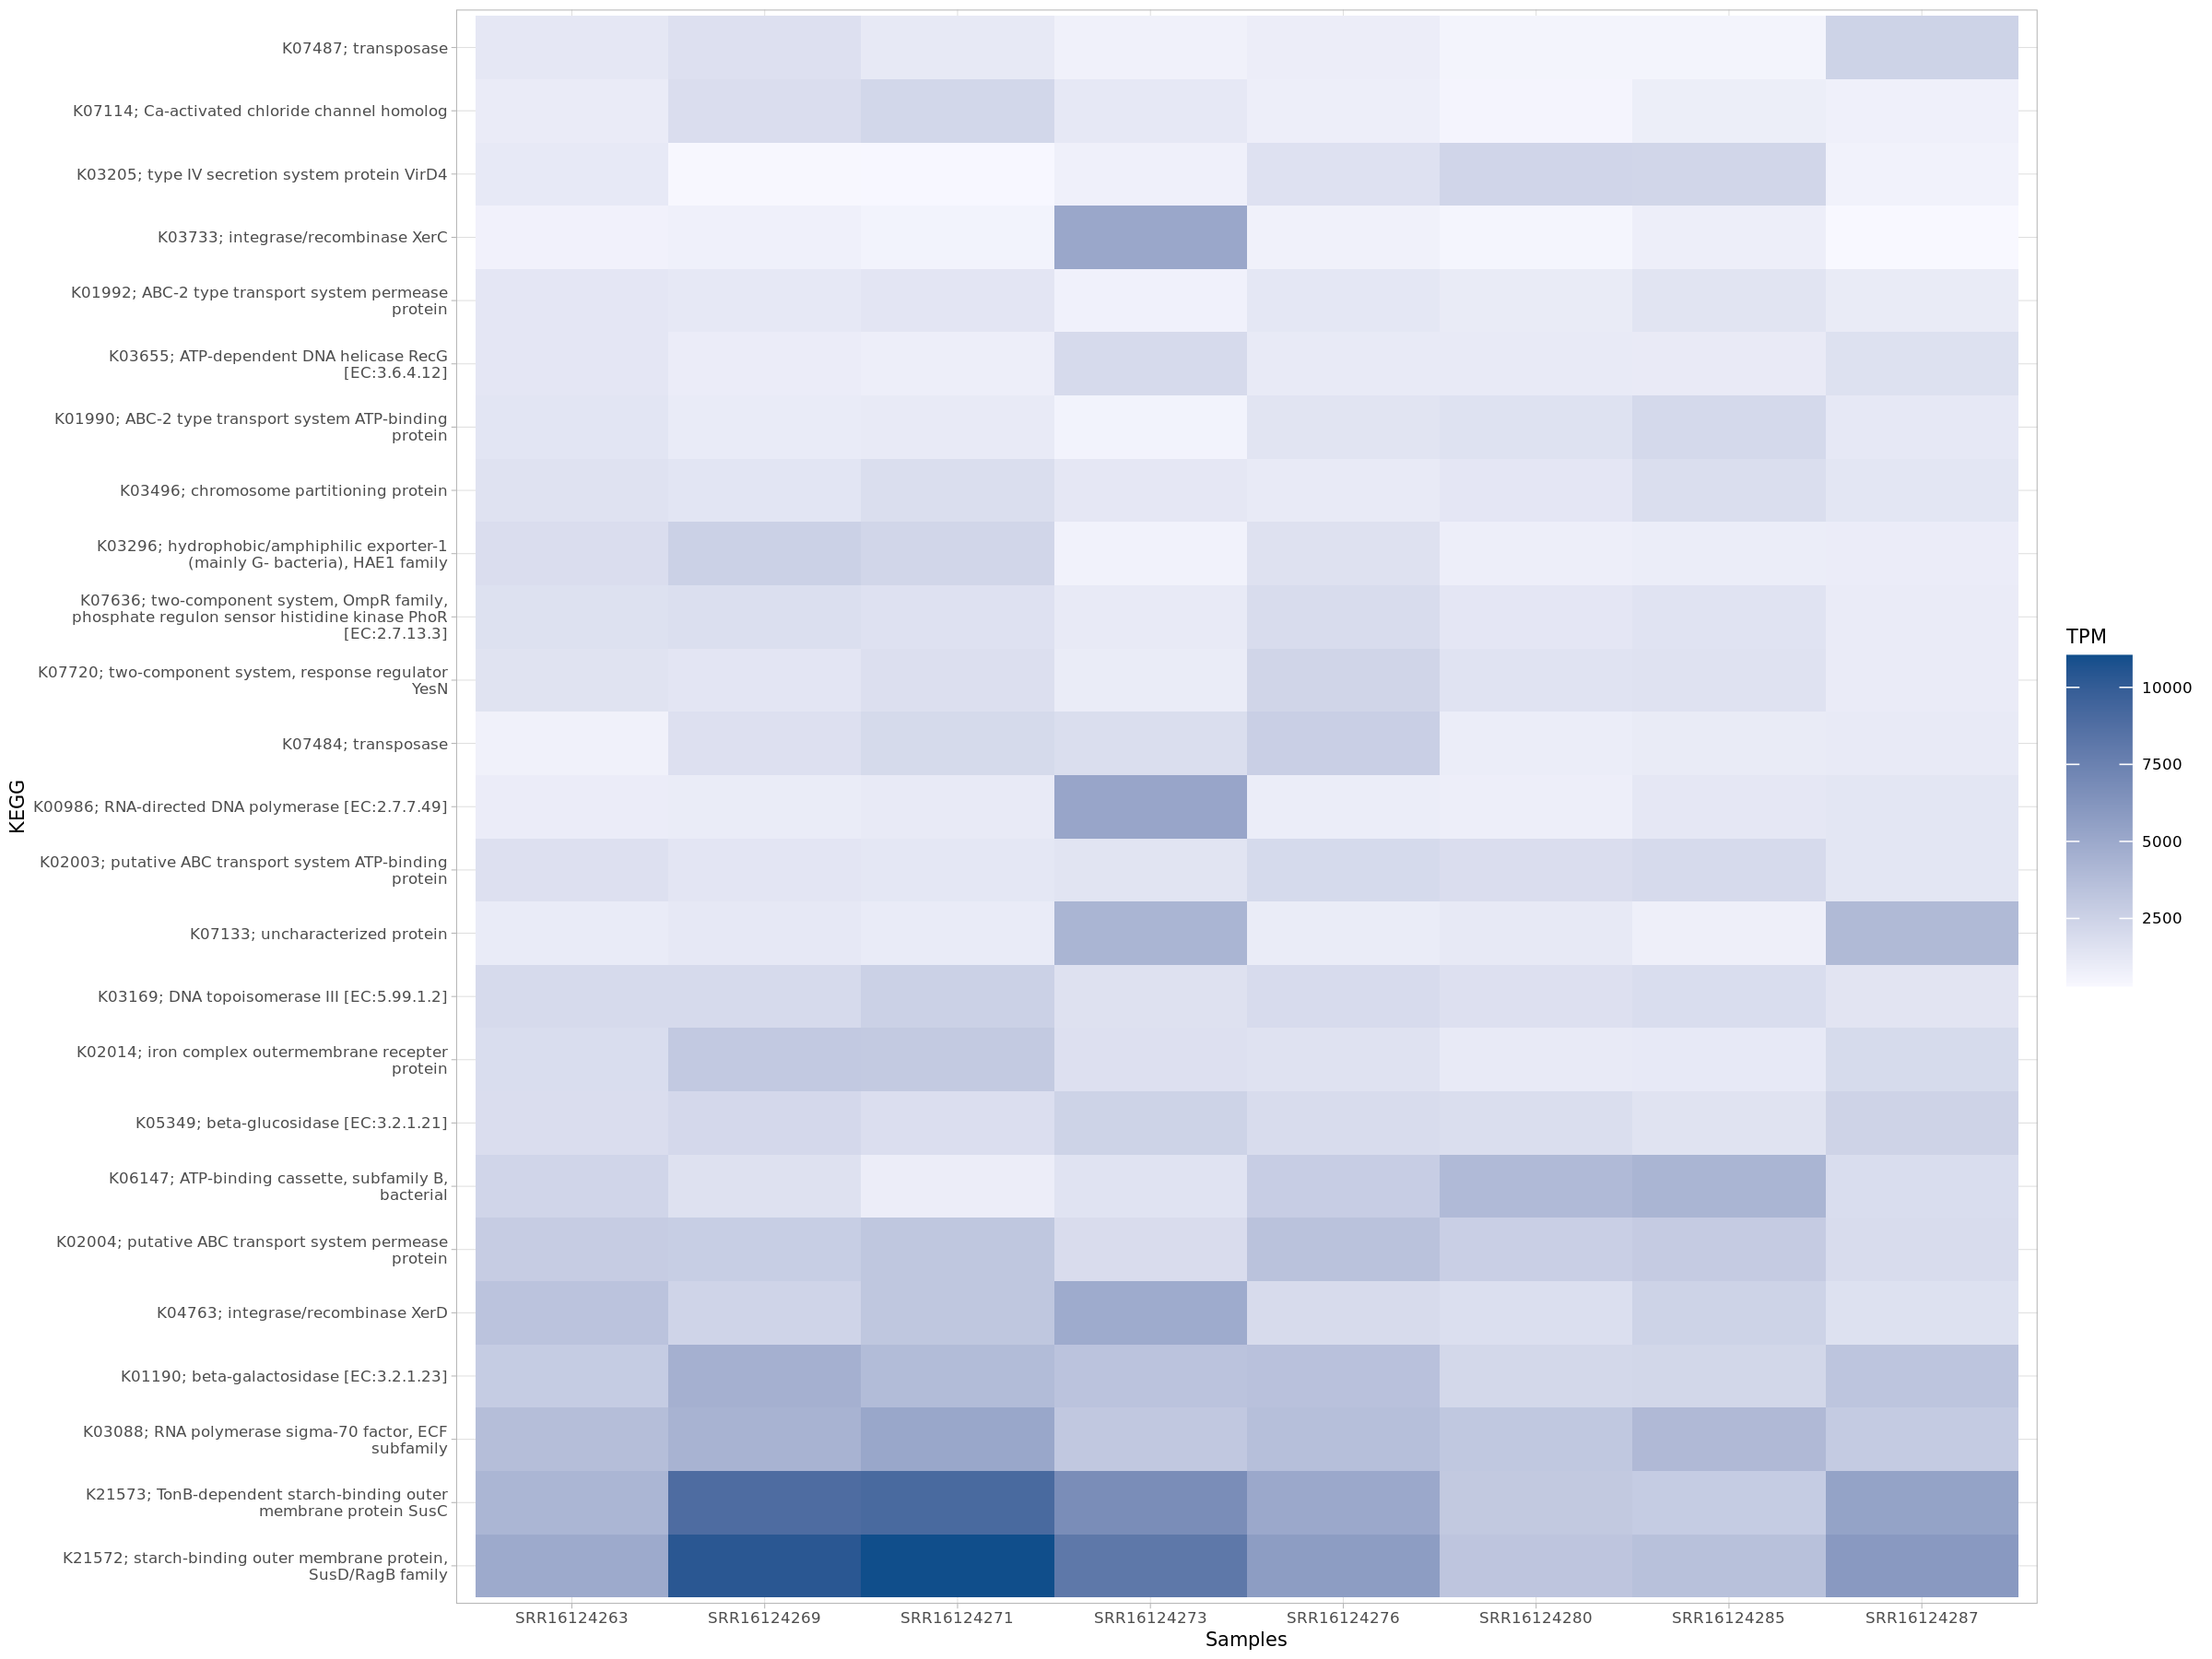 K07487; transposase
K07114; Ca-activated chloride channel homolog
K03205; type IV secretion system protein VirD4
K03733; integrase/recombinase XerC
K01992; ABC-2 type transport system permease
protein
K03655; ATP-dependent DNA helicase RecG
[EC:3.6.4.12]
K01990; ABC-2 type transport system ATP-binding
protein
K03496; chromosome partitioning protein
K03296; hydrophobic/amphiphilic exporter-1
(mainly G- bacteria), HAE1 family
K07636; two-component system, OmpR family,
phosphate regulon sensor histidine kinase PhoR
[EC:2.7.13.3]
K07720; two-component system, response regulator
YesN
K07484; transposase
K00986; RNA-directed DNA polymerase [EC:2.7.7.49]
K02003; putative ABC transport system ATP-binding
protein
K07133; uncharacterized protein
K03169; DNA topoisomerase III [EC:5.99.1.2]
K02014; iron complex outermembrane recepter
protein
K05349; beta-glucosidase [EC:3.2.1.21]
K06147; ATP-binding cassette, subfamily B,
bacterial
K02004; putative ABC transport system permease
protein
K04763; integrase/recombinase XerD
K01190; beta-galactosidase [EC:3.2.1.23]
K03088; RNA polymerase sigma-70 factor, ECF
subfamily
K21573; TonB-dependent starch-binding outer
membrane protein SusC
K21572; starch-binding outer membrane protein,
SusD/RagB family
KEGG
SRR16124263 SRR16124269 SRR16124271 SRR16124273 SRR16124276 SRR16124280 SRR16124285 SRR16124287
Samples
TPM
10000
7500
5000
2500